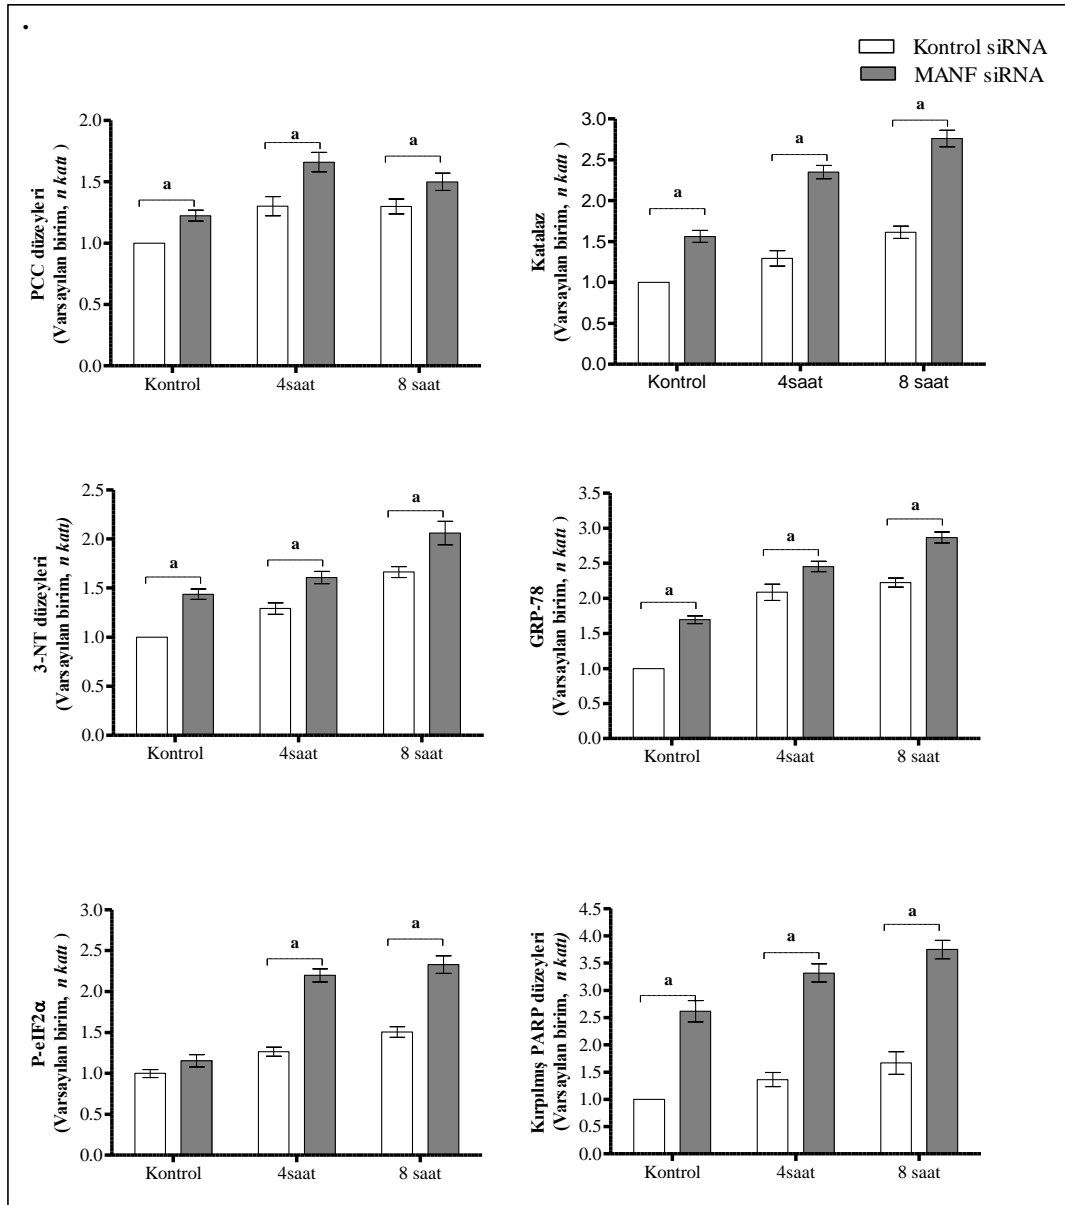 Kontrol siRNA
MANF siRNA
PCC düzeyleri
(Varsayılan birim, n katı )
2.0
1.5
1.0
0.5
0.0
a
a
a
Kontrol
4saat
8 saat
Katalaz
(Varsayılan birim, n katı )
3.0
2.5
2.0
1.5
1.0
0.5
0.0
a
a
a
Kontrol
4saat
8 saat
3-NT düzeyleri
(Varsayılan birim, n katı)
2.5
2.0
1.5
1.0
0.5
0.0
a
a
a
Kontrol
4saat
8 saat
GRP-78
(Varsayılan birim, n katı )
3.5
3.0
2.5
2.0
1.5
1.0
0.5
0.0
a
a
a
Kontrol
4saat
8 saat
P-eIF2α
(Varsayılan birim, n katı )
3.0
2.5
2.0
1.5
1.0
0.5
0.0
a
a
Kontrol
4saat
8 saat
Kırpılmış PARP düzeyleri
(Varsayılan birim, n katı)
4.5
4.0
3.5
3.0
2.5
2.0
1.5
1.0
0.5
0.0
a
a
a
Kontrol
4saat
8 saat